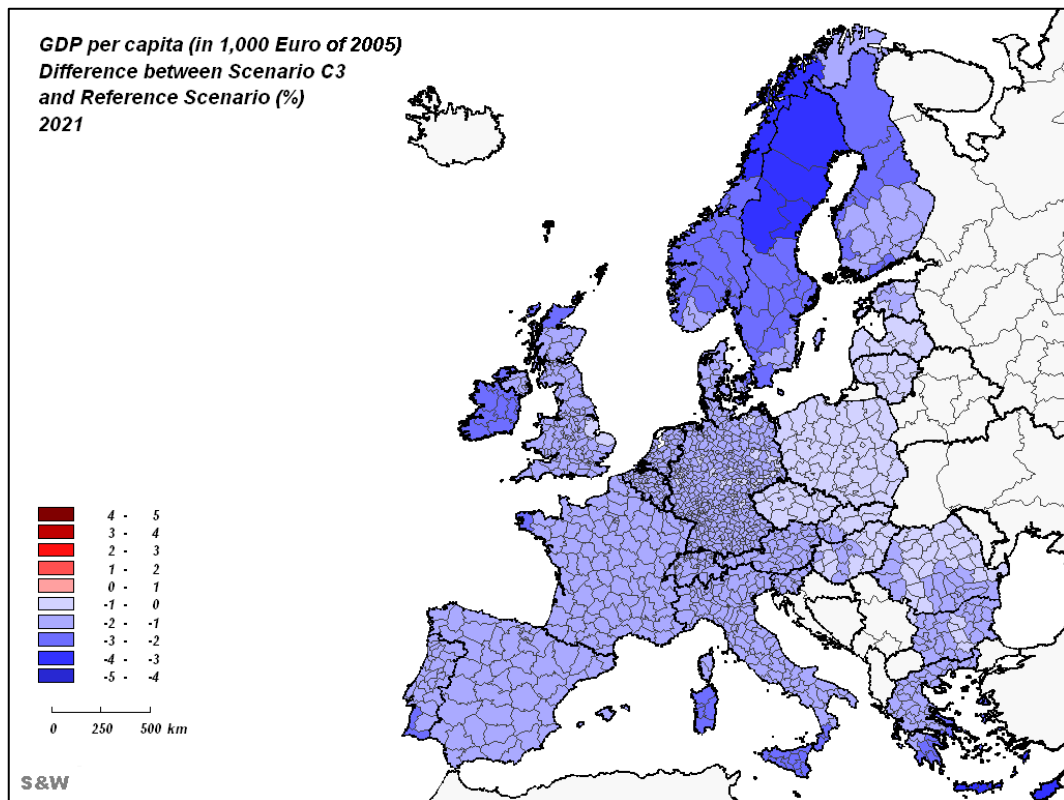 GDP per capita (in 1,000 Euro of 2005)
Difference between Scenario C3
and Reference Scenario (%)
2021
4 - 5
3 - 4
2 - 3
1 - 2
0 - 1
-1 - 0
-2 - -1
-3 - -2
-4 - -3
-5 - -4
0 250 500 km
S&W